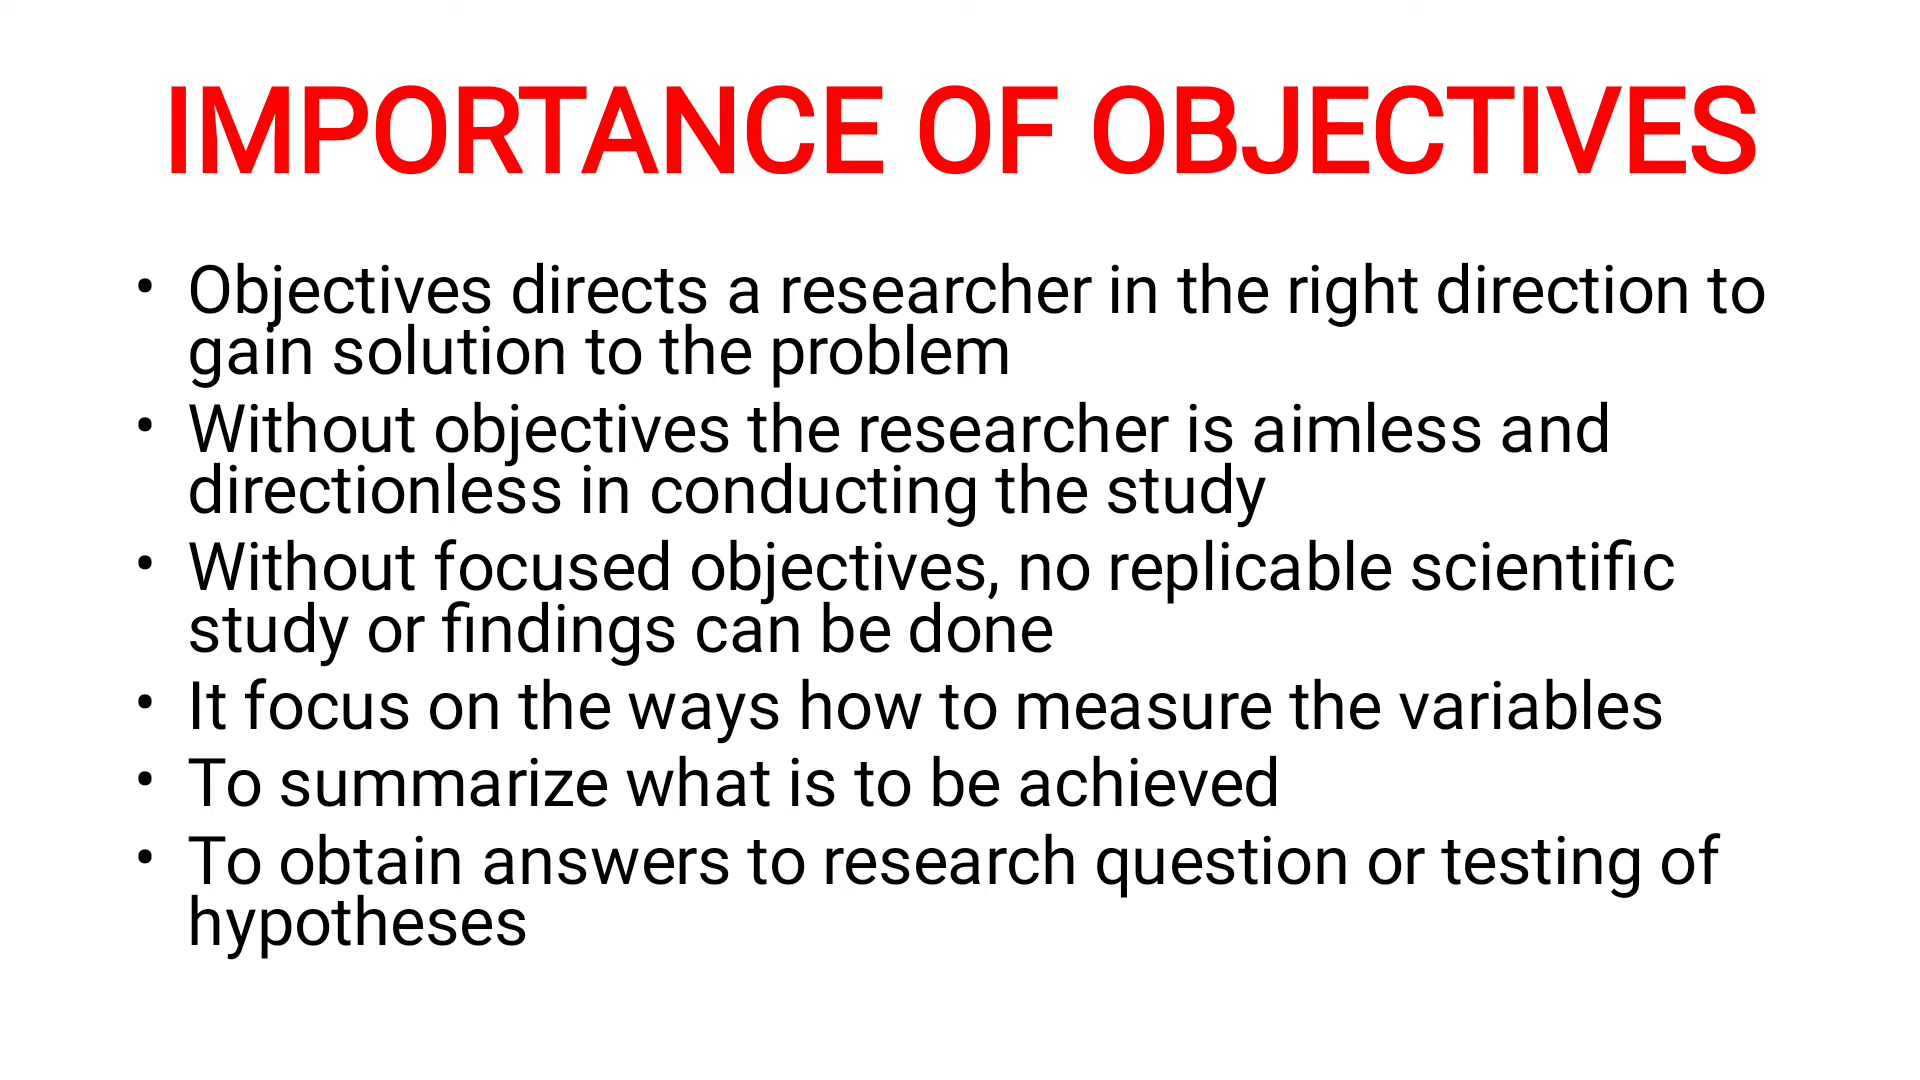 IMPORTANCE OF OBJECTIVES
• Objectives directs a researcher in the right direction to
gain solution to the problem
• Without objectives the researcher is aimless and
directionless in conducting the study
• Without focused objectives, no replicable scientific
study or findings can be done
• It focus on the ways how to measure the variables
• To summarize what is to be achieved
• To obtain answers to research question or testing of
hypotheses